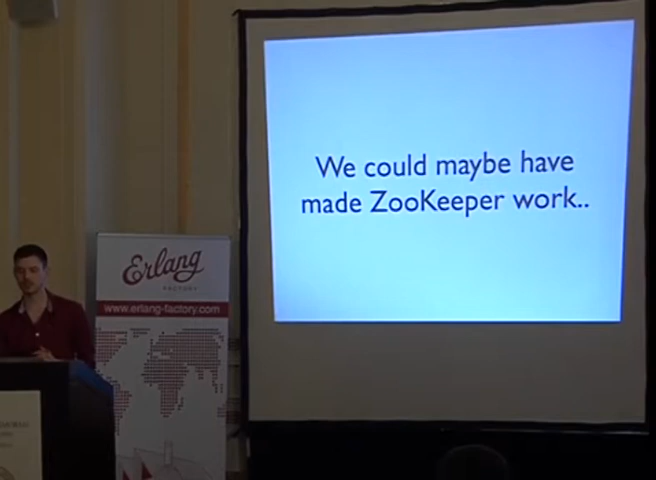 We could maybe have
made ZooKeeper work..
Erlang
FACTORY
www.erlang-factory.com